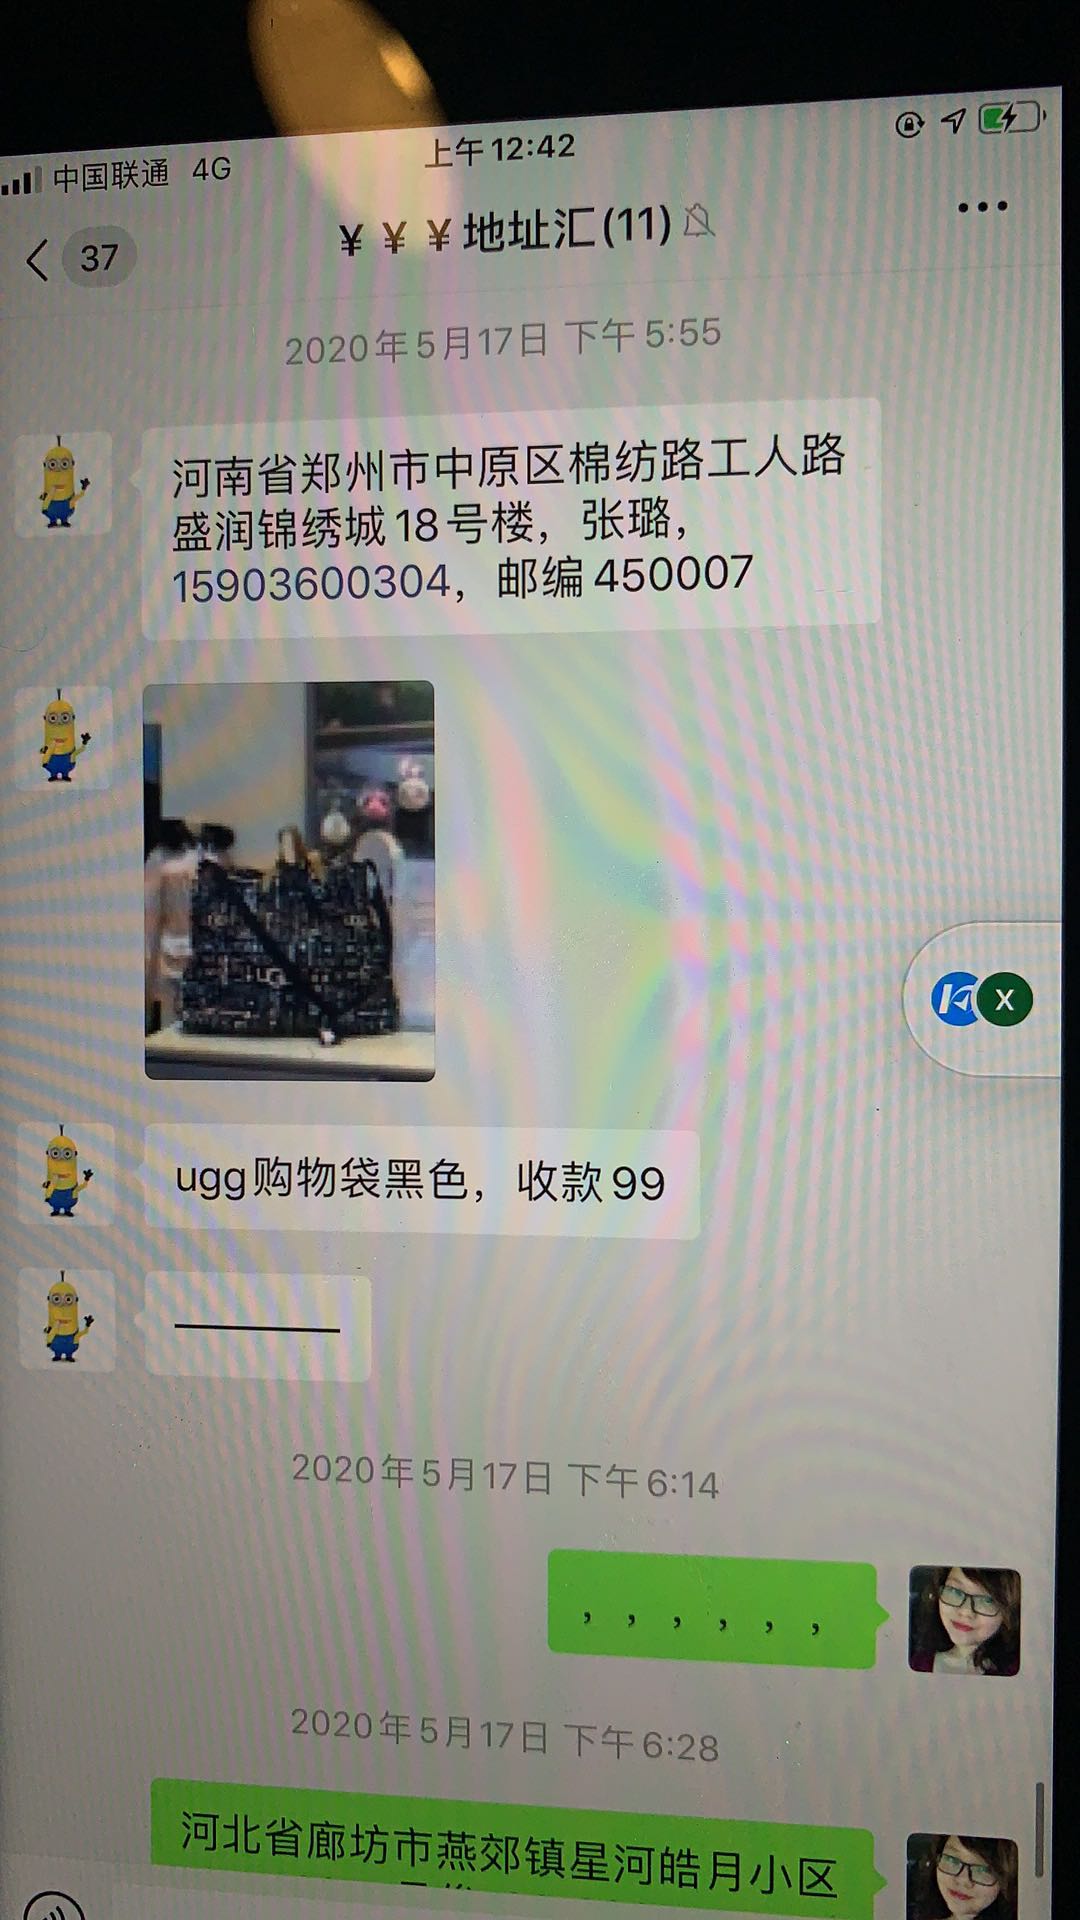 中国联通 4G
上午 12:42
37
￥￥￥地址汇(11)
2020年5月17日 下午 5:55
河南省郑州市中原区棉纺路工人路
盛润锦绣城18号楼，张璐，
15903600304，邮编450007
X
ugg购物袋黑色，收款99
————
2020年5月17日 下午 6:14
，，，，，，
2020年5月17日 下午 6:28
河北省廊坊市燕郊镇星河皓月小区